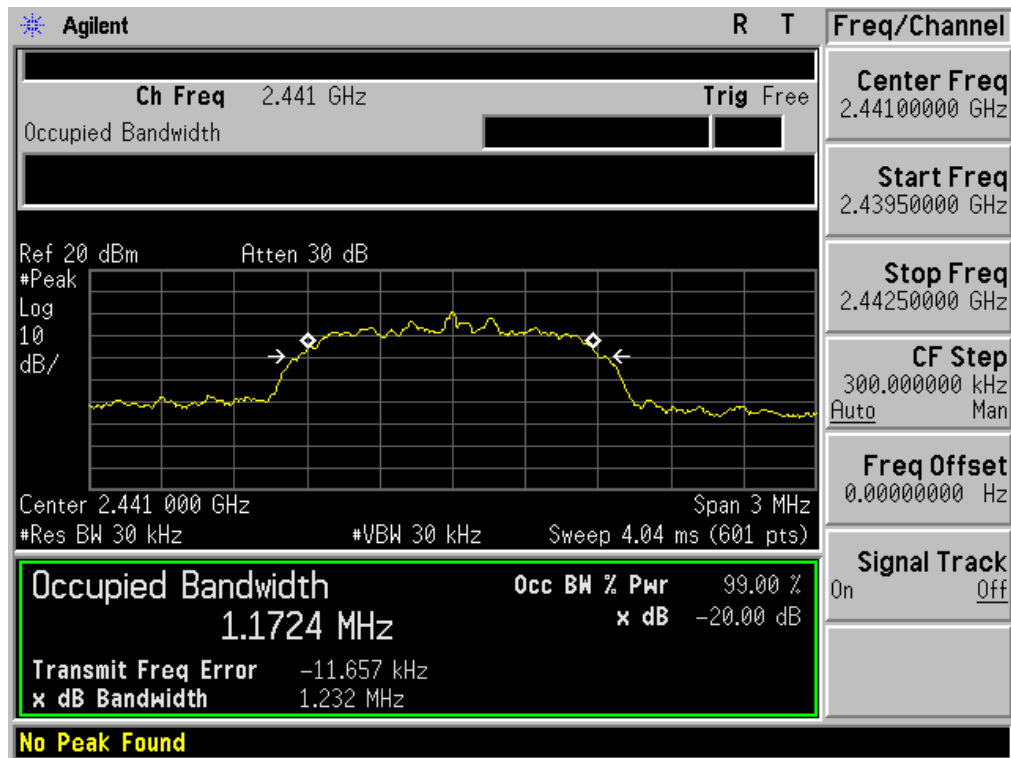 Agilent R T Freq/Channel
Ch Freq 2.441 GHz Trig Free
Occupied Bandwidth
Center Freq
2.44100000 GHz
Start Freq
2.43950000 GHz
Stop Freq
2.44250000 GHz
CF Step
300.000000 kHz
Auto Man
Freq Offset
0.00000000 Hz
Signal Track
On Off
Ref 20 dBm Atten 30 dB
#Peak
Log
10
dB/
Center 2.441 000 GHz Span 3 MHz
#Res BW 30 kHz #VBW 30 kHz Sweep 4.04 ms (601 pts)
Occupied Bandwidth Occ BW % Pwr 99.00 %
1.1724 MHz x dB -20.00 dB
Transmit Freq Error -11.657 kHz
x dB Bandwidth 1.232 MHz
No Peak Found